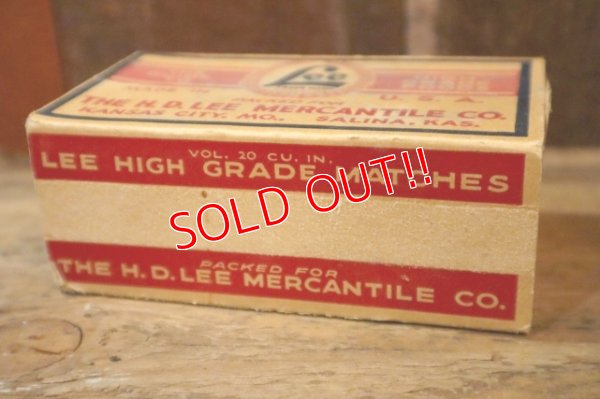 Lee
MADE IN U.S.A.
THE H.D. LEE MERCANTILE CO.
KANSAS CITY, MO., SALINA, KAS.
VOL. 20 CU. IN.
LEE HIGH GRADE MATCHES
SOLD OUT!!
PACKED FOR
THE H.D. LEE MERCANTILE CO.